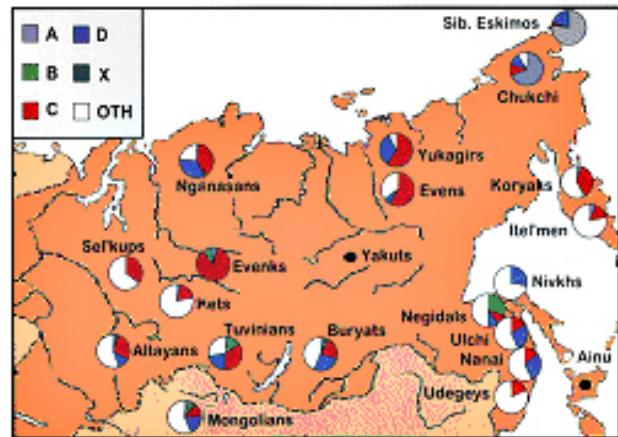 A D
B X
C OTH
Sib. Eskimos
Chukchi
Yukagirs
Nganasans
Evens
Koryaks
Itel'men
Sel'kups
Evenks
Yakuts
Nivkhs
Kets
Negidals
Tuvinians
Buryats
Ulchi
Altayans
Nanai
Ainu
Udegeys
Mongolians